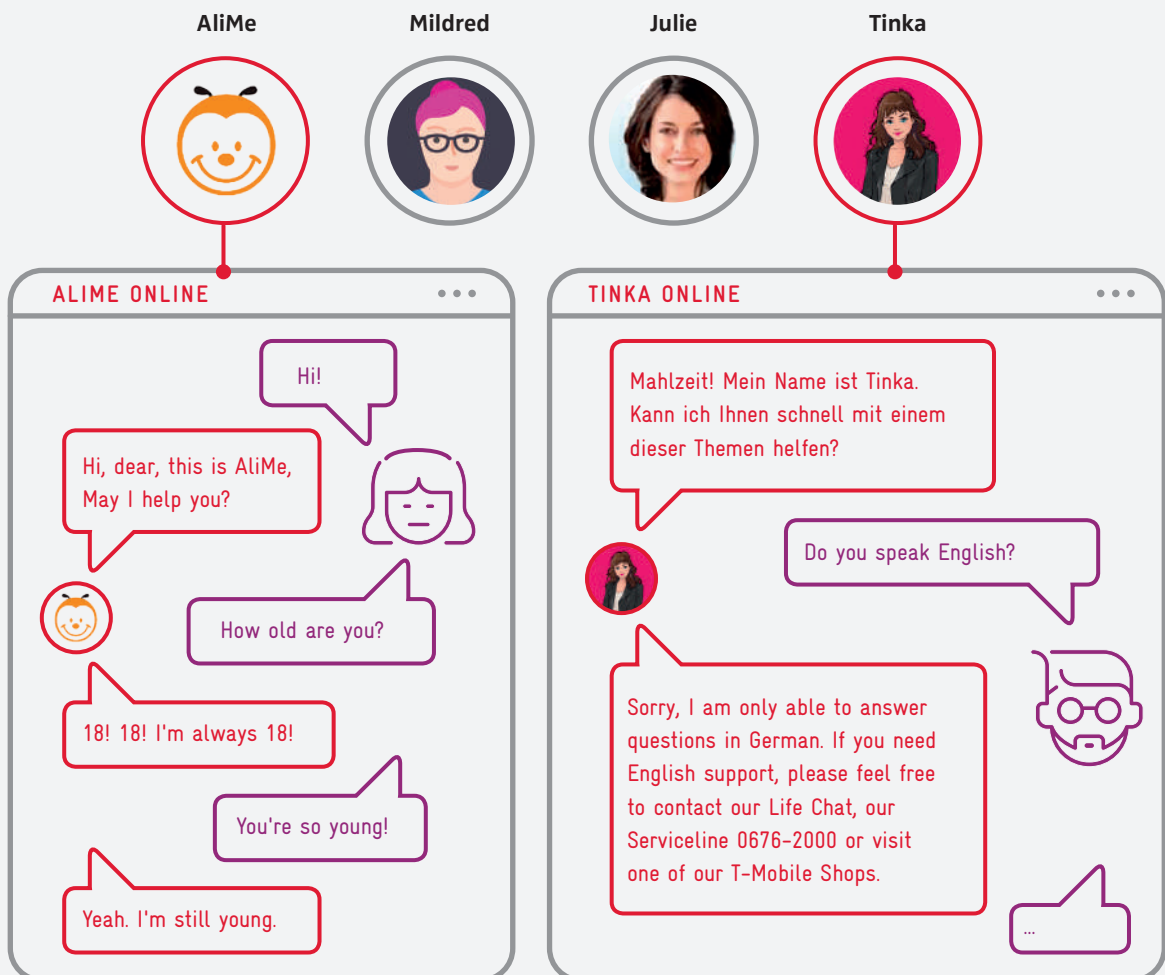 AliMe
Mildred
Julie
Tinka
ALIME ONLINE
Hi!
Hi, dear, this is AliMe,
May I help you?
How old are you?
18! 18! I'm always 18!
You're so young!
Yeah. I'm still young.
TINKA ONLINE
Mahlzeit! Mein Name ist Tinka.
Kann ich Ihnen schnell mit einem
dieser Themen helfen?
Do you speak English?
Sorry, I am only able to answer
questions in German. If you need
English support, please feel free
to contact our Life Chat, our
Serviceline 0676-2000 or visit
one of our T-Mobile Shops.
...